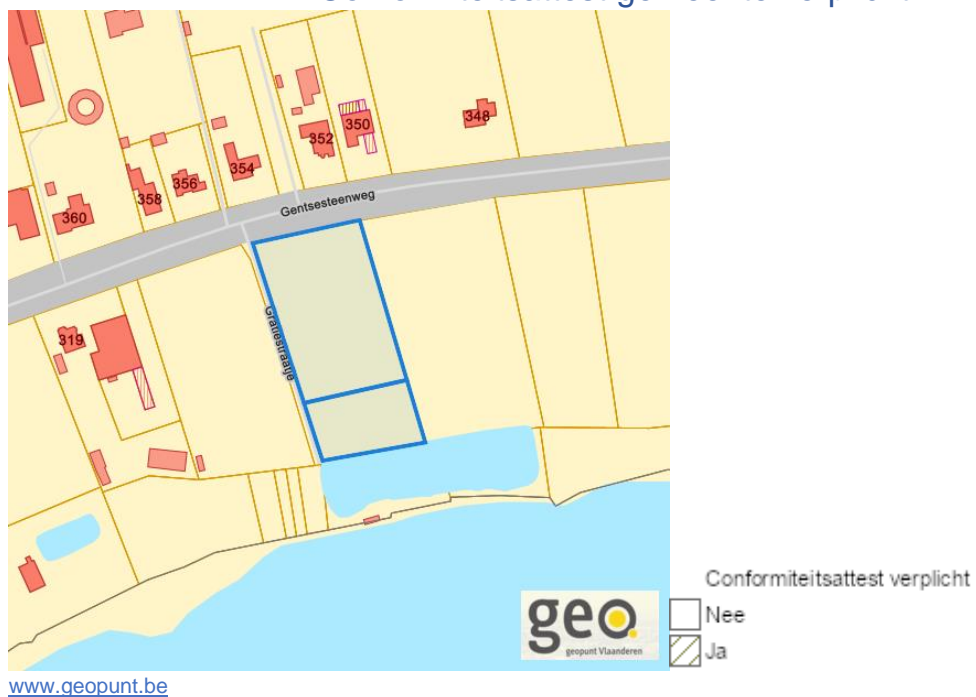 348
350
352
354
356
358
360
Gentsesteenweg
Gratiestraatje
319
geo
geopunt Vlaanderen
Conformiteitsattest verplicht
Nee
Ja
www.geopunt.be